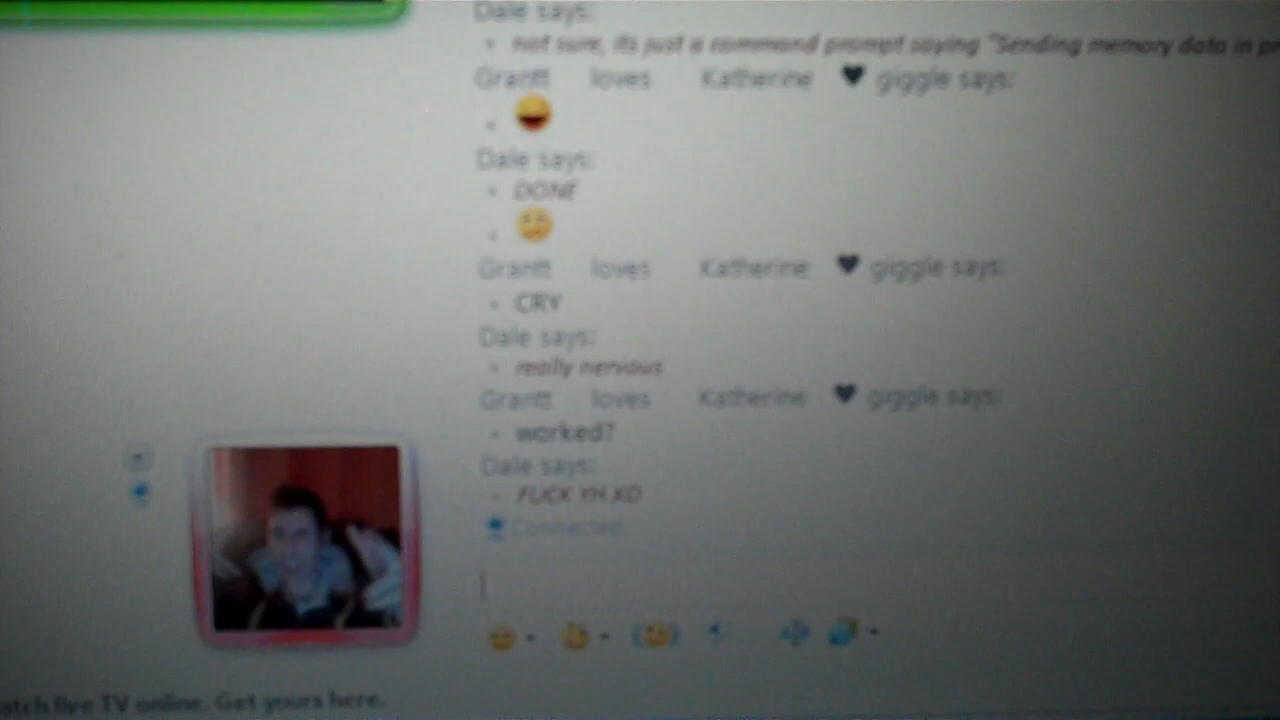 Dale says:
not sure, its just a command prompt saying "Sending memory data in
Grantt loves Katherine ♥ giggle says:
Dale says:
DONE
Grantt loves Katherine ♥ giggle says:
CRY
Dale says:
really nervous
Grantt loves Katherine ♥ giggle says:
worked?
Dale says:
FUCK YH XD
Connected
atch live TV online. Get yours here.